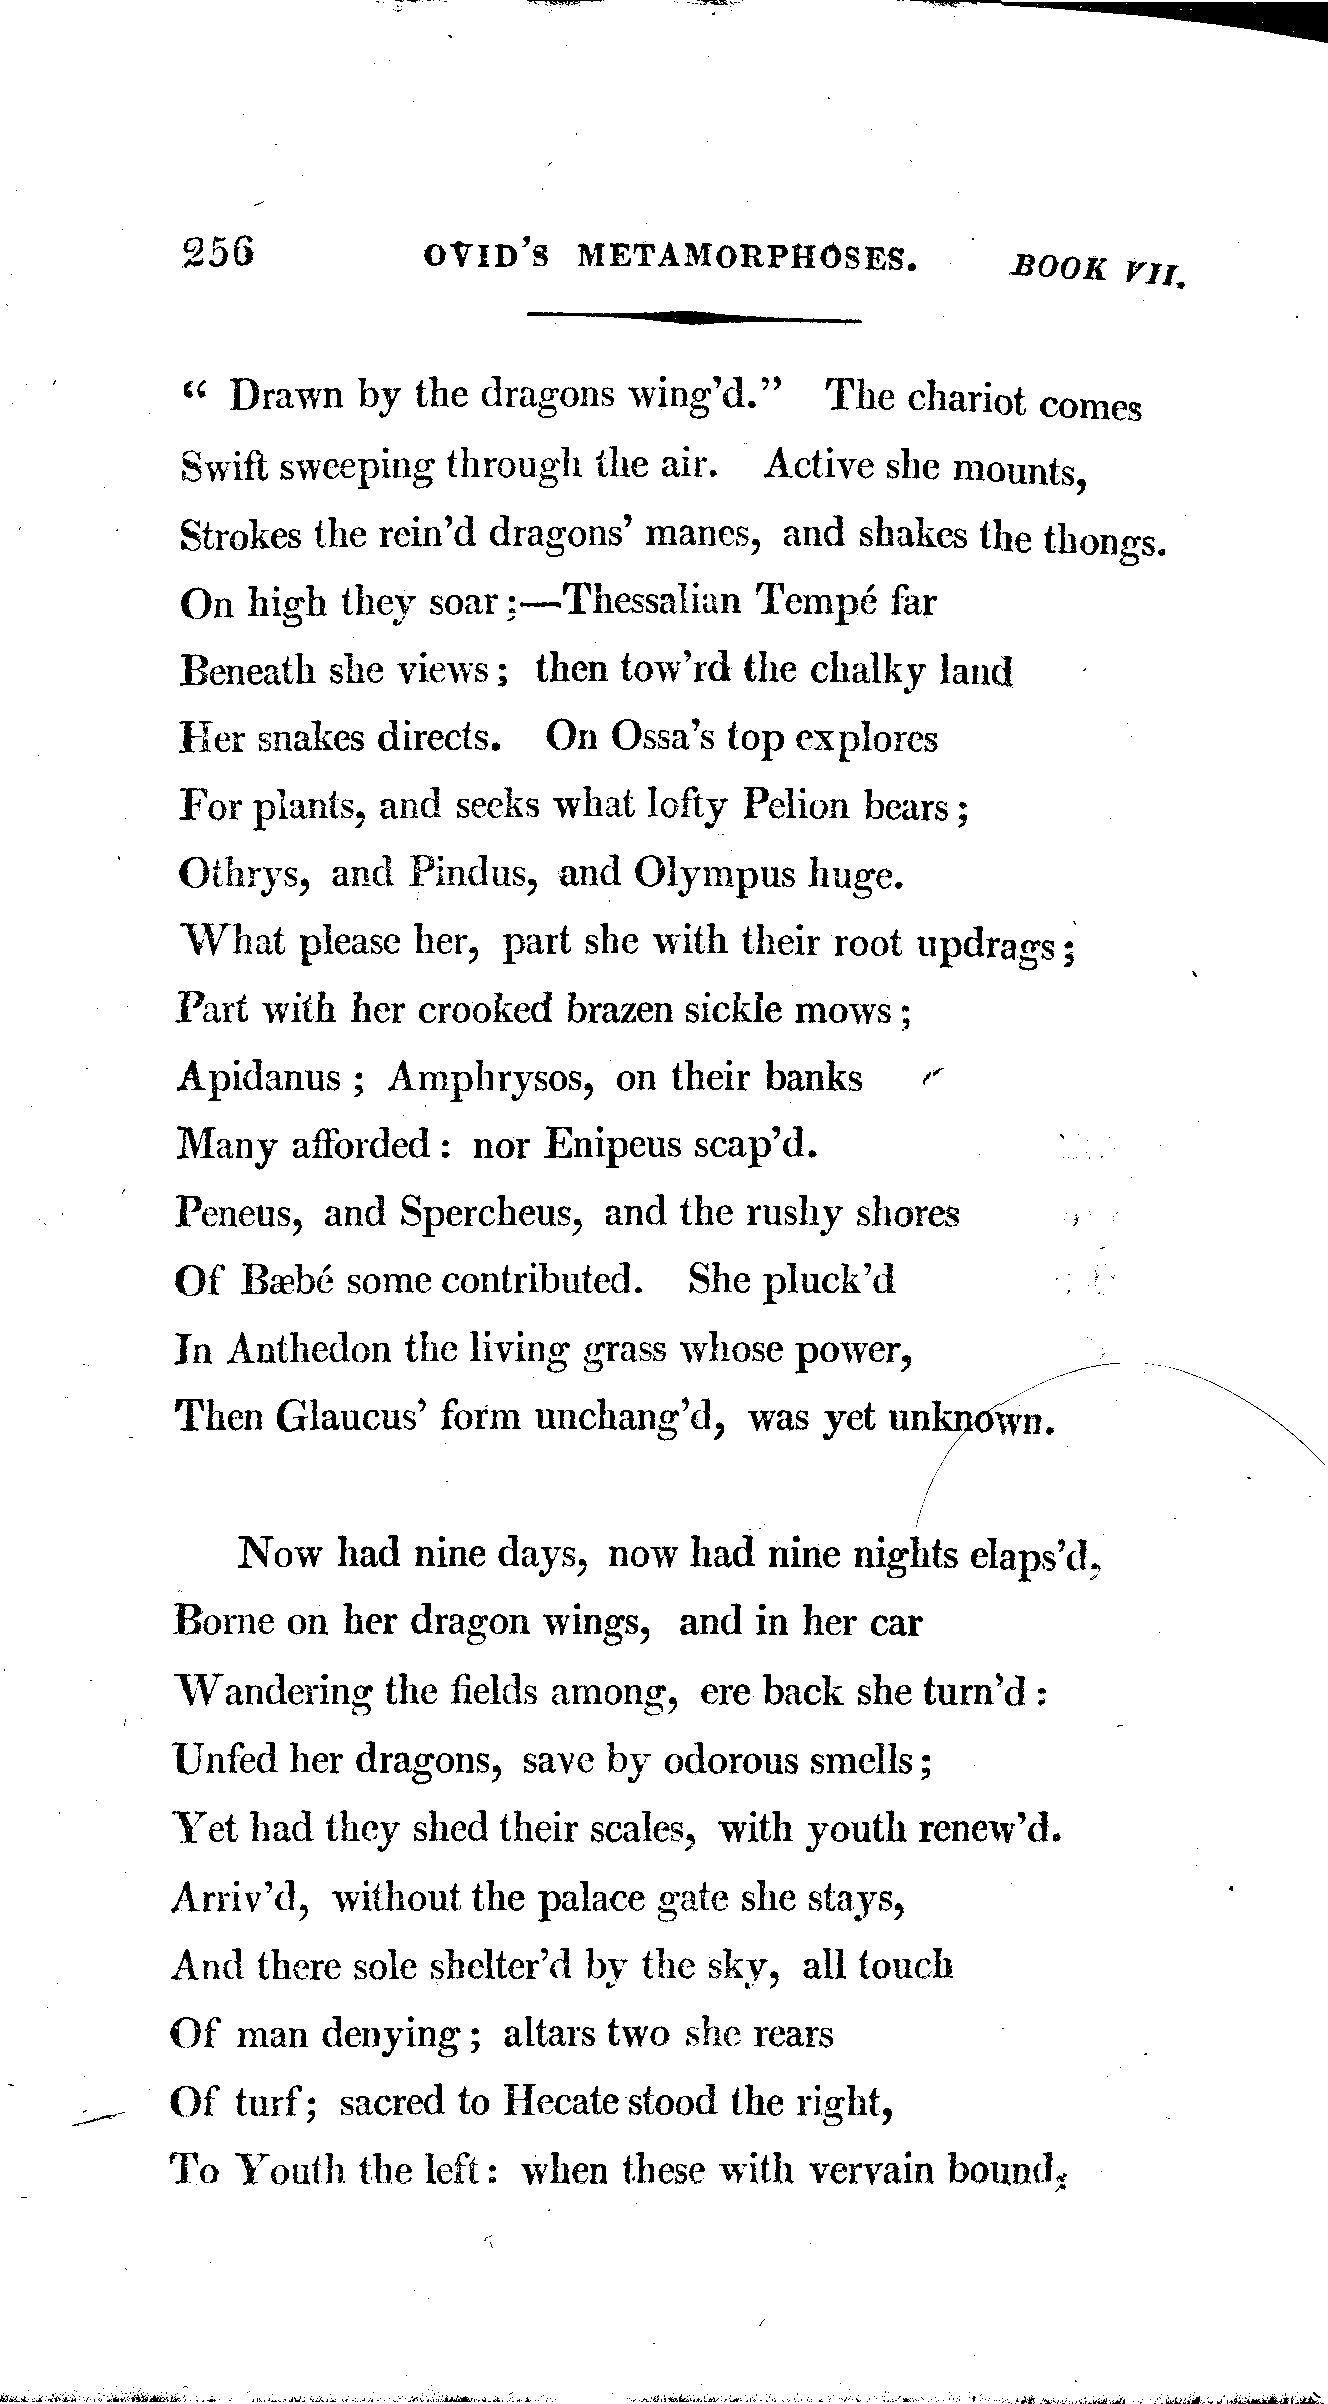 256 OVID'S METAMORPHOSES. BOOK VII.
“ Drawn by the dragons wing'd.” The chariot comes
Swift sweeping through the air. Active she mounts,
Strokes the rein'd dragons' manes, and shakes the thongs.
On high they soar;—Thessalian Tempé far
Beneath she views; then tow'rd the chalky land
Her snakes directs. On Ossa's top explores
For plants, and seeks what lofty Pelion bears;
Othrys, and Pindus, and Olympus huge.
What please her, part she with their root updrags;
Part with her crooked brazen sickle mows;
Apidanus; Amphrysos, on their banks
Many afforded: nor Enipeus scap'd.
Peneus, and Spercheus, and the rushy shores
Of Bæbé some contributed. She pluck'd
In Anthedon the living grass whose power,
Then Glaucus' form unchang'd, was yet unknown.
Now had nine days, now had nine nights elaps'd,
Borne on her dragon wings, and in her car
Wandering the fields among, ere back she turn'd:
Unfed her dragons, save by odorous smells;
Yet had they shed their scales, with youth renew'd.
Arriv'd, without the palace gate she stays,
And there sole shelter'd by the sky, all touch
Of man denying; altars two she rears
Of turf; sacred to Hecate stood the right,
To Youth the left: when these with vervain bound,